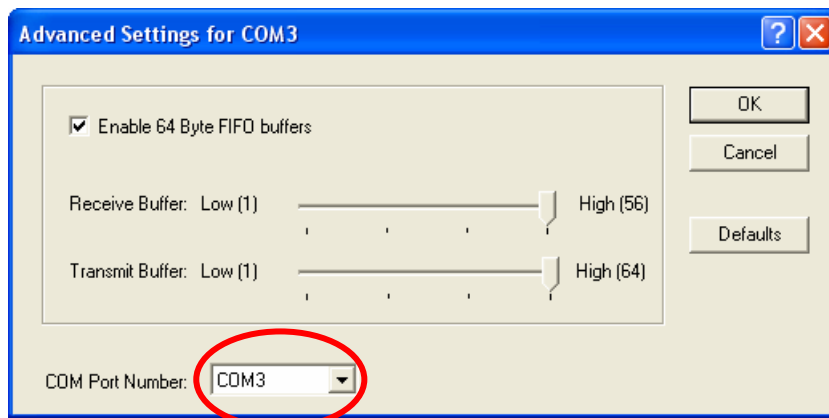 Advanced Settings for COM3
Enable 64 Byte FIFO buffers
OK
Cancel
Receive Buffer: Low (1) High (56)
Defaults
Transmit Buffer: Low (1) High (64)
COM Port Number: COM3